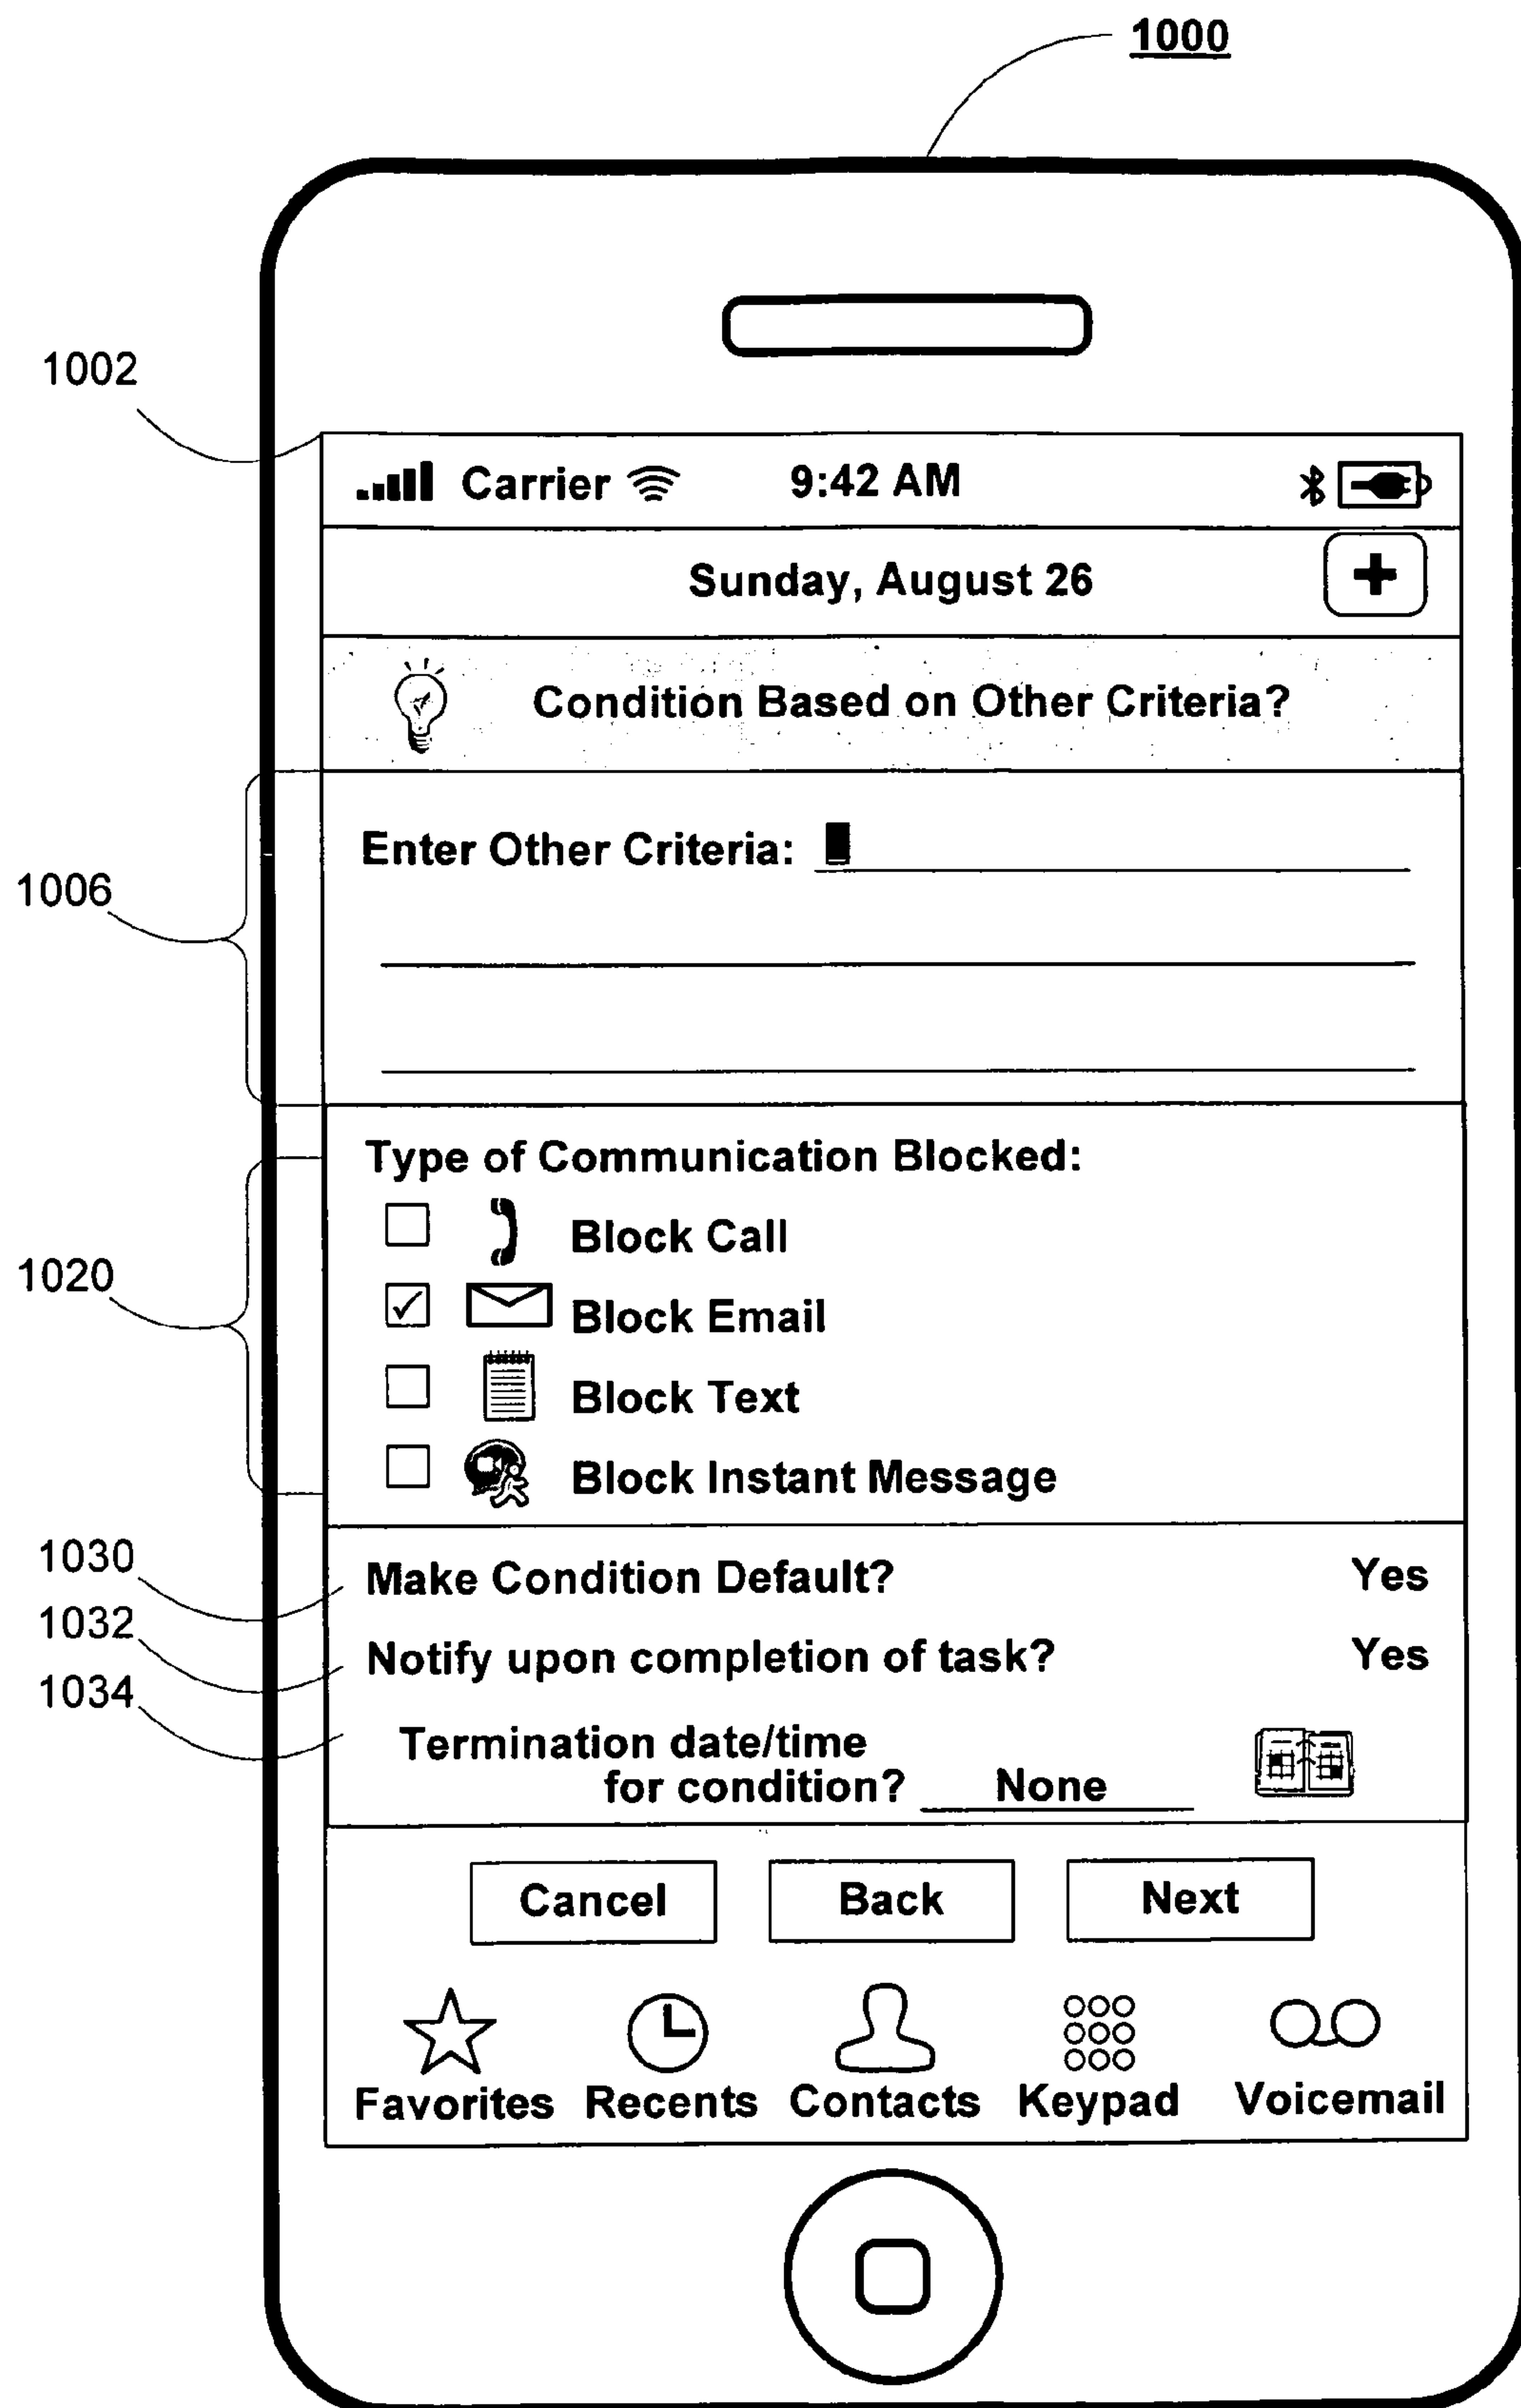 1000
1002
Carrier 9:42 AM
Sunday, August 26 +
Condition Based on Other Criteria?
1006
Enter Other Criteria:
Type of Communication Blocked:
1020
Block Call
Block Email
Block Text
Block Instant Message
1030
Make Condition Default? Yes
1032
Notify upon completion of task? Yes
1034
Termination date/time
for condition? None
Cancel Back Next
Favorites Recents Contacts Keypad Voicemail